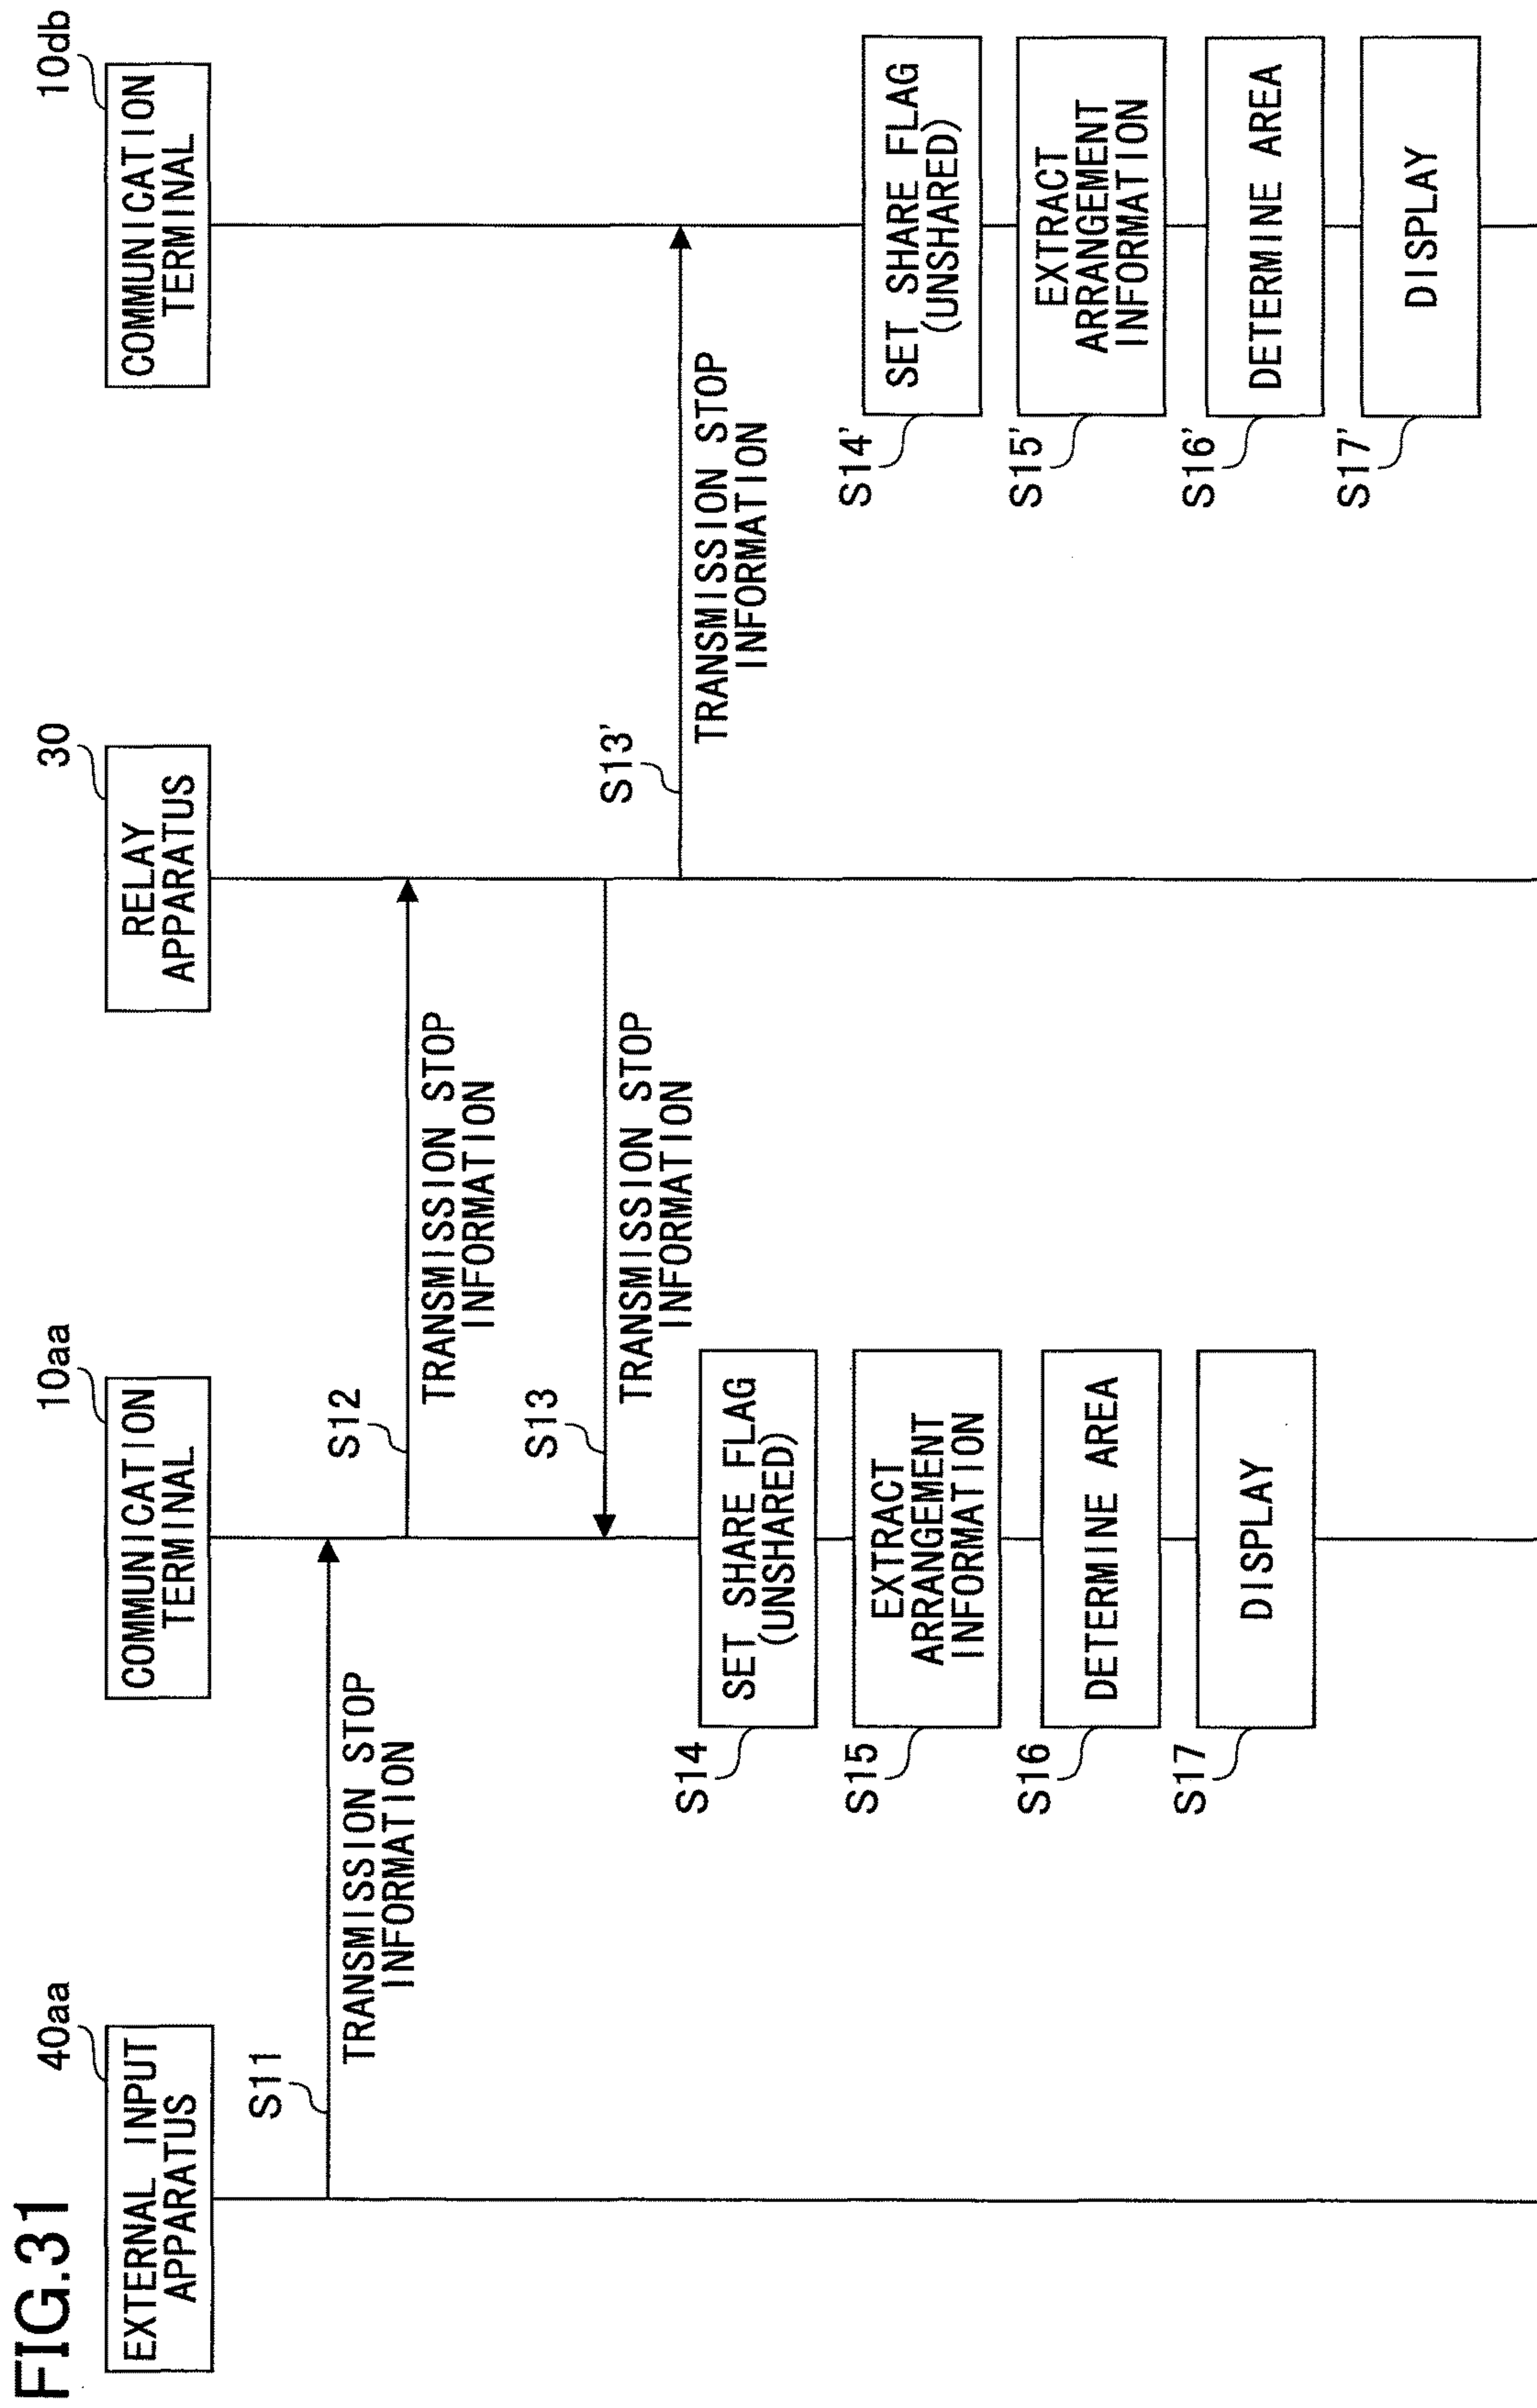 FIG.31
40aa
EXTERNAL INPUT
APPARATUS
10aa
COMMUNICATION
TERMINAL
30
RELAY
APPARATUS
10db
COMMUNICATION
TERMINAL
S11
TRANSMISSION STOP
INFORMATION
S12
TRANSMISSION STOP
INFORMATION
S13
TRANSMISSION STOP
INFORMATION
S13'
TRANSMISSION STOP
INFORMATION
S14
SET SHARE FLAG
(UNSHARED)
S15
EXTRACT
ARRANGEMENT
INFORMATION
S16
DETERMINE AREA
S17
DISPLAY
S14'
SET SHARE FLAG
(UNSHARED)
S15'
EXTRACT
ARRANGEMENT
INFORMATION
S16'
DETERMINE AREA
S17'
DISPLAY